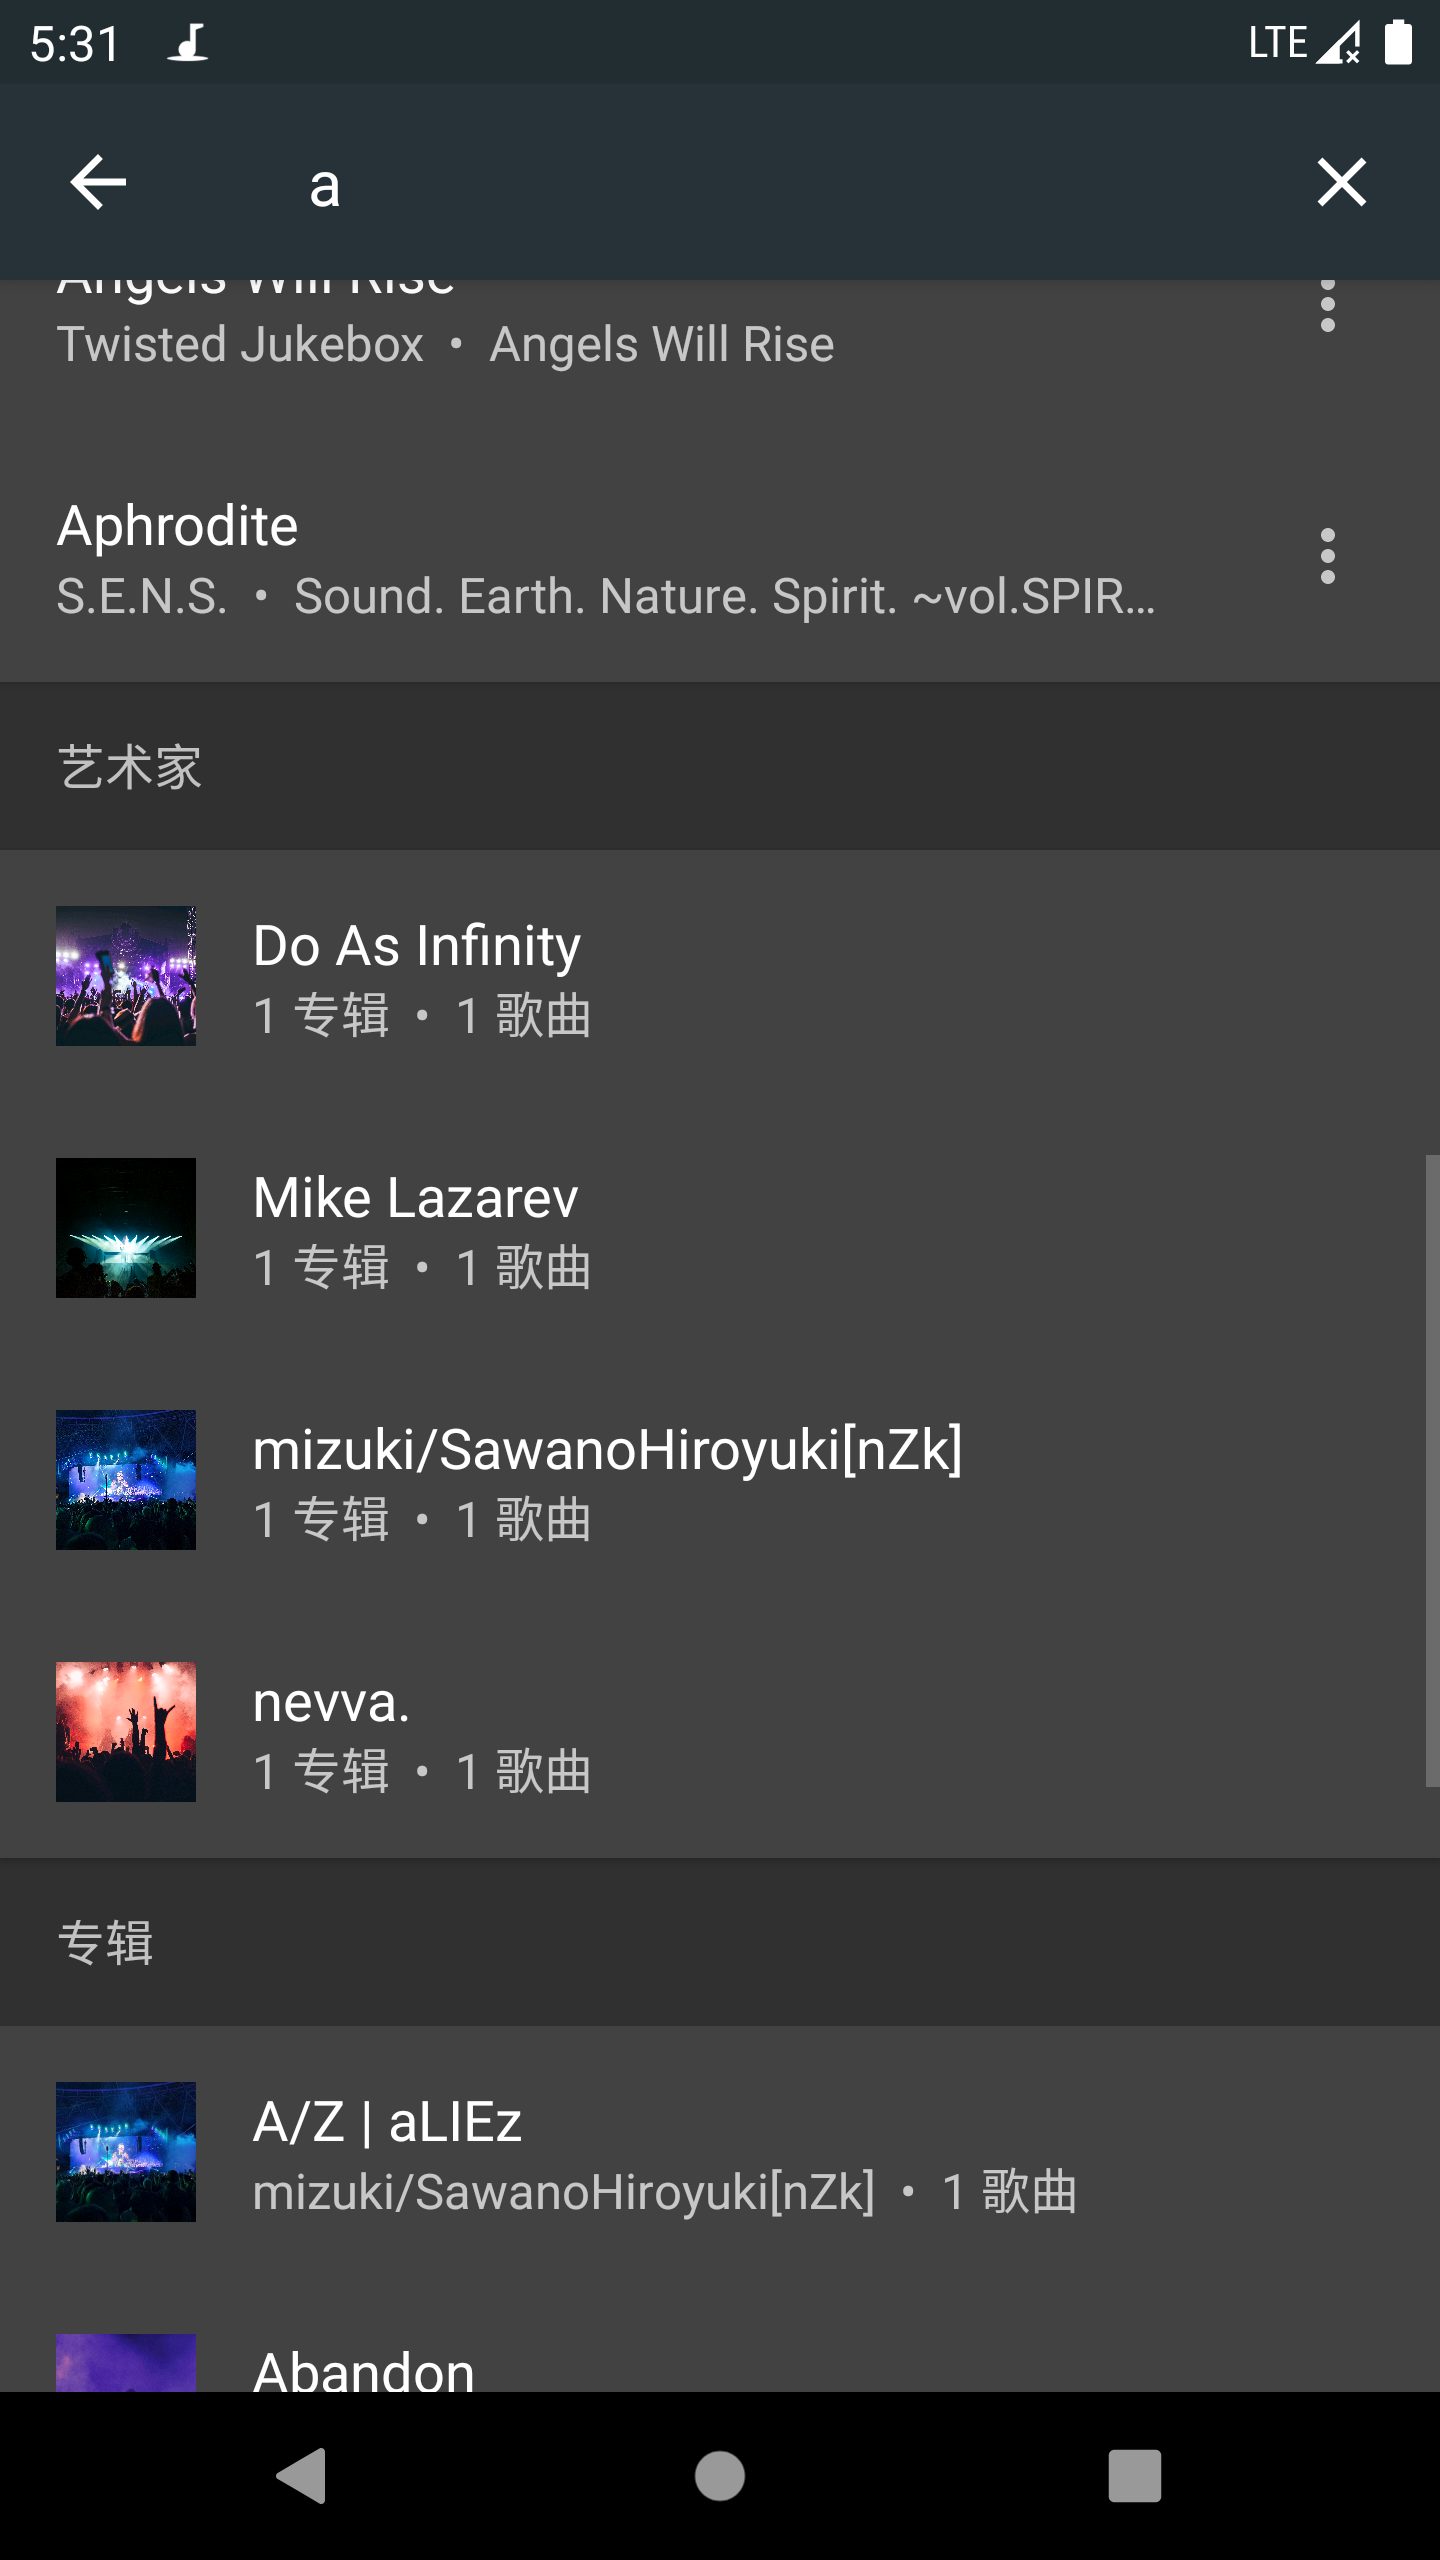 5:31
LTE
a
Angels Will Rise
Twisted Jukebox • Angels Will Rise
Aphrodite
S.E.N.S. • Sound. Earth. Nature. Spirit. ~vol.SPIR…
艺术家
Do As Infinity
1 专辑 • 1 歌曲
Mike Lazarev
1 专辑 • 1 歌曲
mizuki/SawanoHiroyuki[nZk]
1 专辑 • 1 歌曲
nevva.
1 专辑 • 1 歌曲
专辑
A/Z | aLIEz
mizuki/SawanoHiroyuki[nZk] • 1 歌曲
Abandon